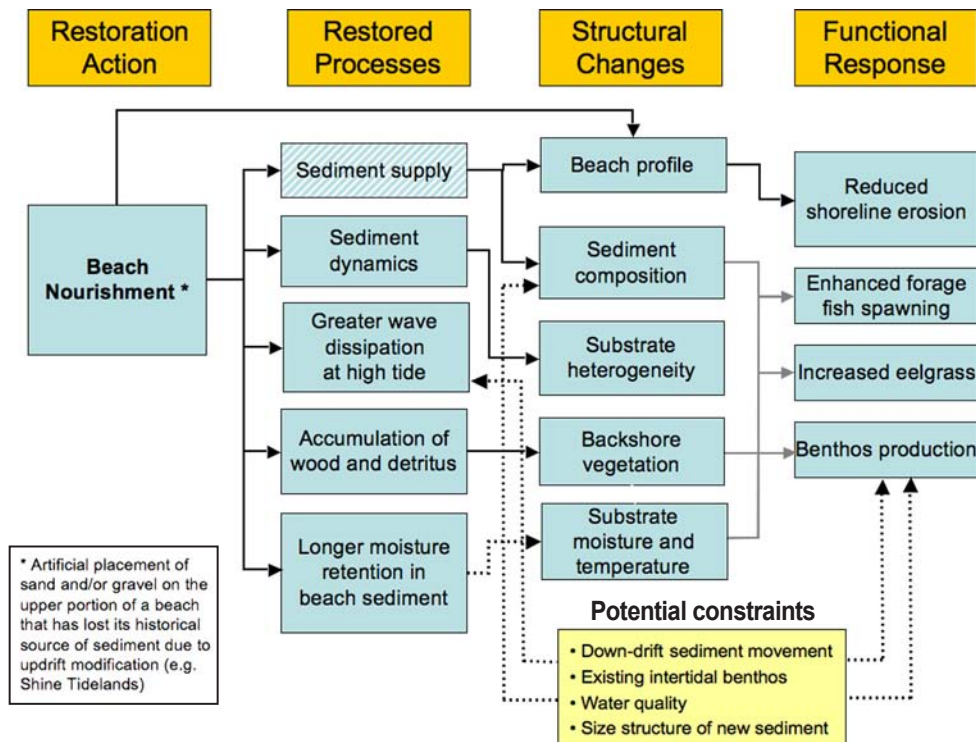 Restoration
Action
Restored
Processes
Structural
Changes
Functional
Response
Beach
Nourishment *
Sediment supply
Sediment
dynamics
Greater wave
dissipation
at high tide
Accumulation of
wood and detritus
Longer moisture
retention in
beach sediment
Beach profile
Sediment
composition
Substrate
heterogeneity
Backshore
vegetation
Substrate
moisture and
temperature
Reduced
shoreline erosion
Enhanced forage
fish spawning
Increased eelgrass
Benthos production
* Artificial placement of
sand and/or gravel on the
upper portion of a beach
that has lost its historical
source of sediment due to
updrift modification (e.g.
Shine Tidelands)
Potential constraints
• Down-drift sediment movement
• Existing intertidal benthos
• Water quality
• Size structure of new sediment